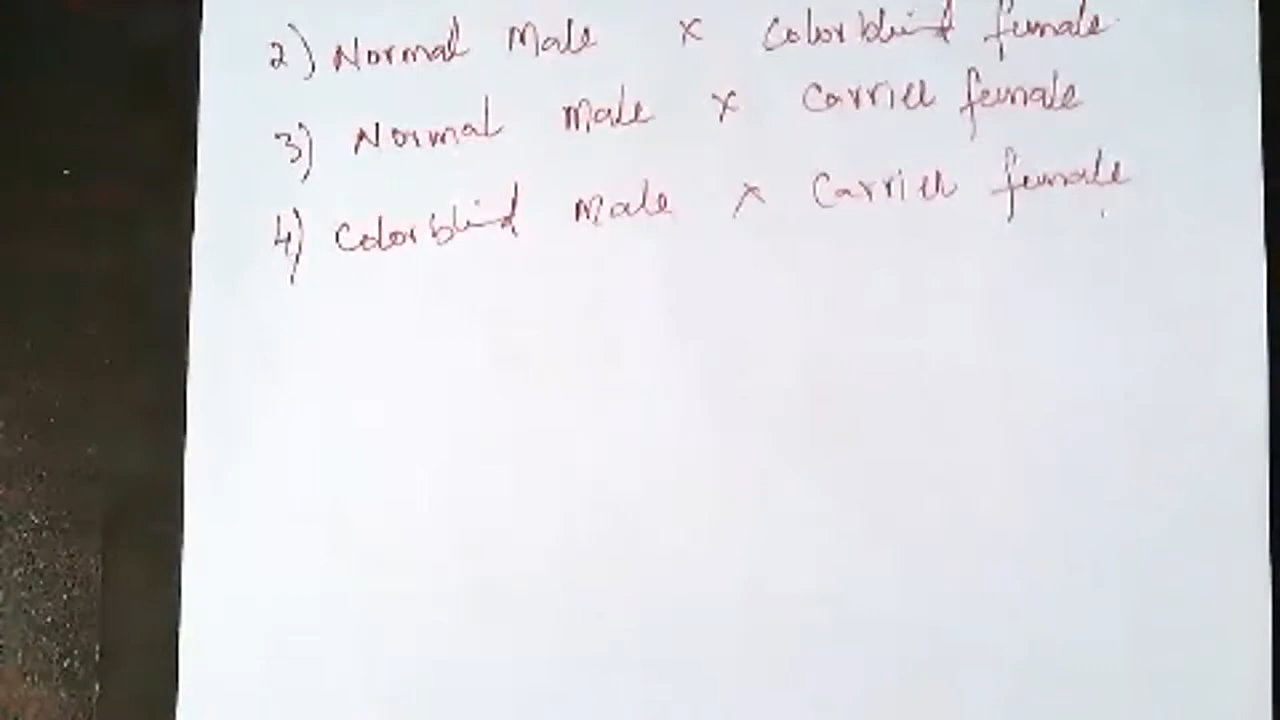 2) Normal Male x Colorblind female
3) Normal male x Carrier female
4) Colorblind male x Carrier female